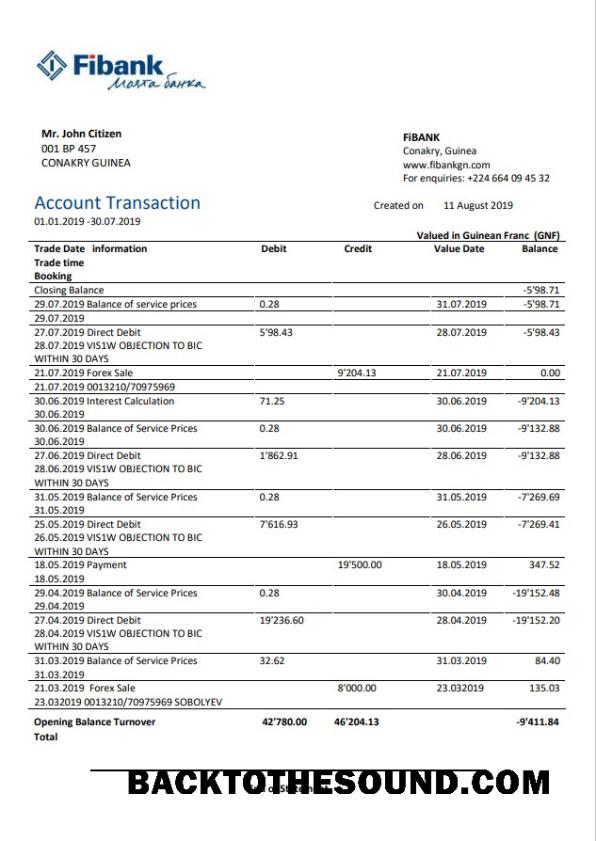 Fibank
Моята банка
Mr. John Citizen
001 BP 457
CONAKRY GUINEA
FiBANK
Conakry, Guinea
www.fibankgn.com
For enquiries: +224 664 09 45 32
Account Transaction
Created on 11 August 2019
01.01.2019 -30.07.2019
Valued in Guinean Franc (GNF)
Trade Date information Debit Credit Value Date Balance
Trade time
Booking
Closing Balance -5'98.71
29.07.2019 Balance of service prices 0.28 31.07.2019 -5'98.71
29.07.2019
27.07.2019 Direct Debit 5'98.43 28.07.2019 -5'98.43
28.07.2019 VIS1W OBJECTION TO BIC
WITHIN 30 DAYS
21.07.2019 Forex Sale 9'204.13 21.07.2019 0.00
21.07.2019 0013210/70975969
30.06.2019 Interest Calculation 71.25 30.06.2019 -9'204.13
30.06.2019
30.06.2019 Balance of Service Prices 0.28 30.06.2019 -9'132.88
30.06.2019
27.06.2019 Direct Debit 1'862.91 28.06.2019 -9'132.88
28.06.2019 VIS1W OBJECTION TO BIC
WITHIN 30 DAYS
31.05.2019 Balance of Service Prices 0.28 31.05.2019 -7'269.69
31.05.2019
25.05.2019 Direct Debit 7'616.93 26.05.2019 -7'269.41
26.05.2019 VIS1W OBJECTION TO BIC
WITHIN 30 DAYS
18.05.2019 Payment 19'500.00 18.05.2019 347.52
18.05.2019
29.04.2019 Balance of Service Prices 0.28 30.04.2019 -19'152.48
29.04.2019
27.04.2019 Direct Debit 19'236.60 28.04.2019 -19'152.20
28.04.2019 VIS1W OBJECTION TO BIC
WITHIN 30 DAYS
31.03.2019 Balance of Service Prices 32.62 31.03.2019 84.40
31.03.2019
21.03.2019 Forex Sale 8'000.00 23.032019 135.03
23.032019 0013210/70975969 SOBOLYEV
Opening Balance Turnover 42'780.00 46'204.13 -9'411.84
Total
BACKTOTHESOUND.COM